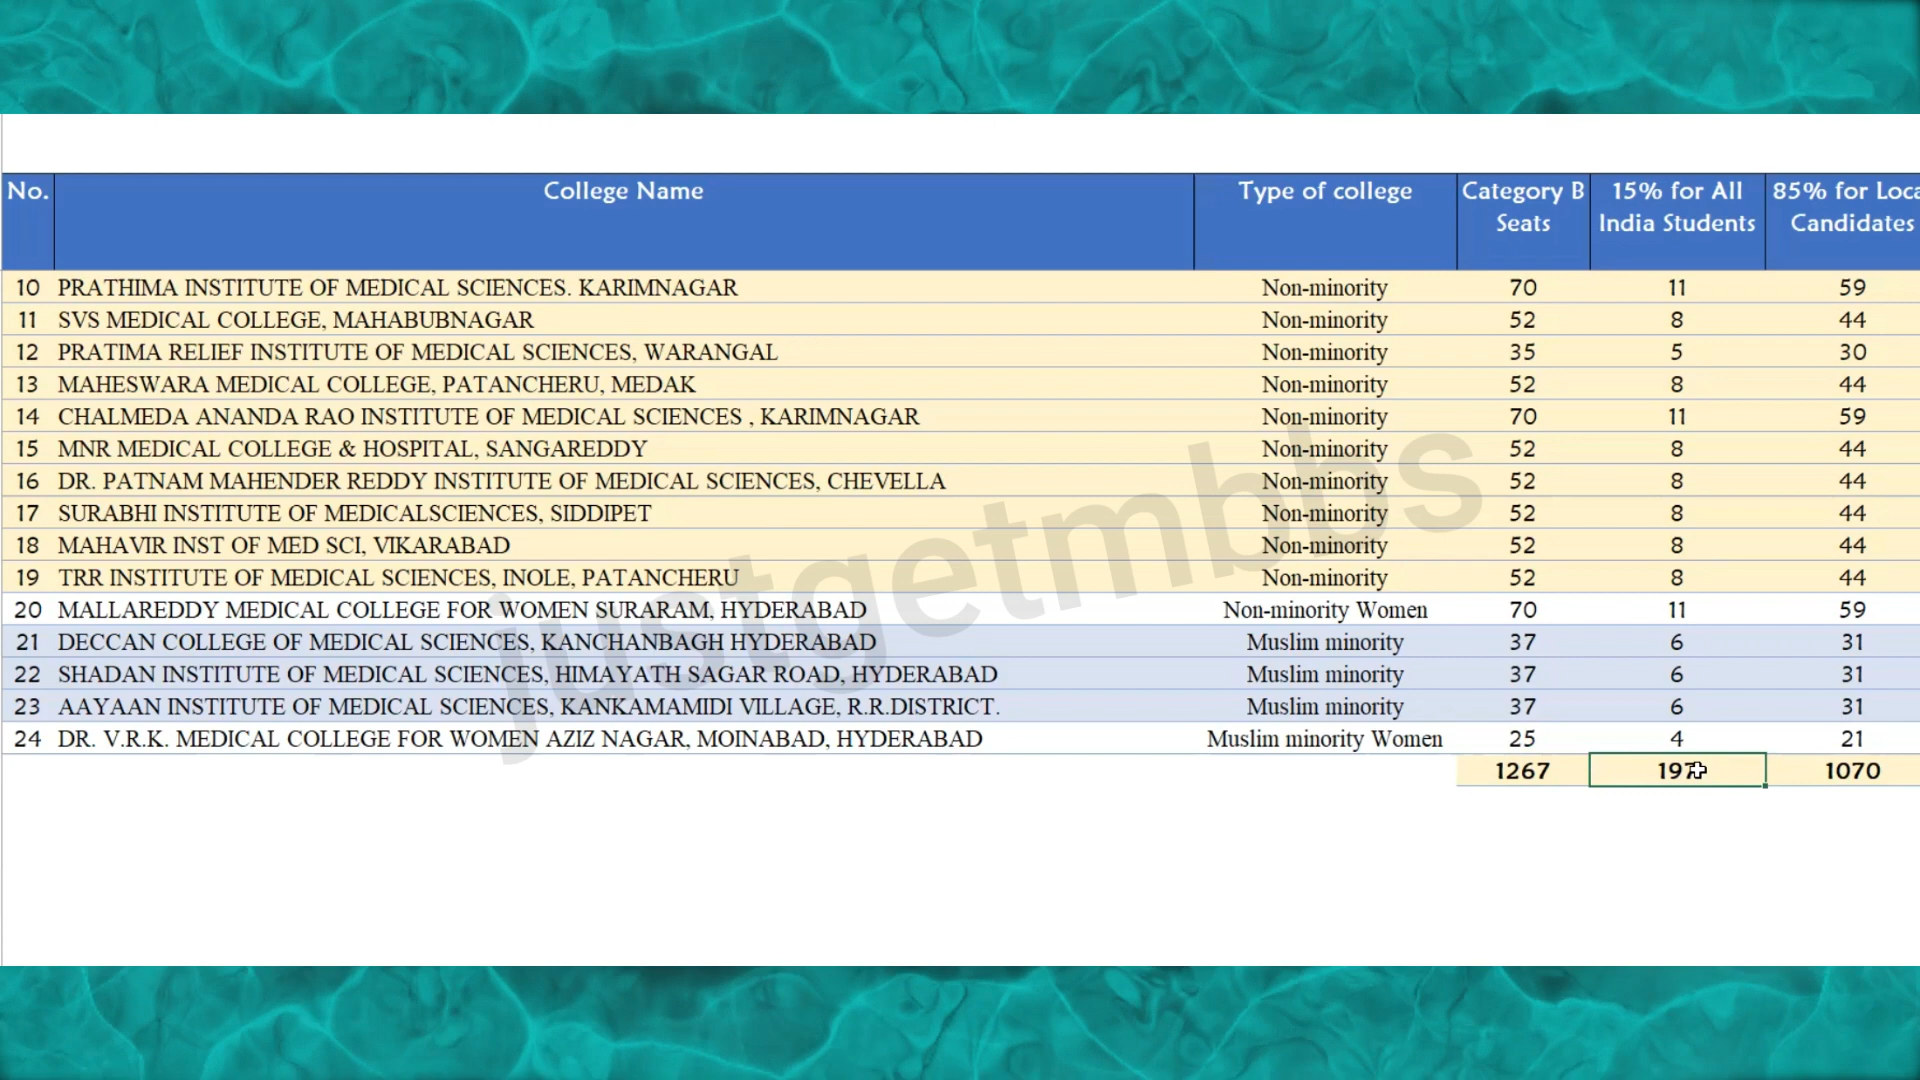 No. College Name Type of college Category B Seats 15% for All India Students 85% for Loca Candidates
10 PRATHIMA INSTITUTE OF MEDICAL SCIENCES. KARIMNAGAR Non-minority 70 11 59
11 SVS MEDICAL COLLEGE, MAHABUBNAGAR Non-minority 52 8 44
12 PRATIMA RELIEF INSTITUTE OF MEDICAL SCIENCES, WARANGAL Non-minority 35 5 30
13 MAHESWARA MEDICAL COLLEGE, PATANCHERU, MEDAK Non-minority 52 8 44
14 CHALMEDA ANANDA RAO INSTITUTE OF MEDICAL SCIENCES , KARIMNAGAR Non-minority 70 11 59
15 MNR MEDICAL COLLEGE & HOSPITAL, SANGAREDDY Non-minority 52 8 44
16 DR. PATNAM MAHENDER REDDY INSTITUTE OF MEDICAL SCIENCES, CHEVELLA Non-minority 52 8 44
17 SURABHI INSTITUTE OF MEDICALSCIENCES, SIDDIPET Non-minority 52 8 44
18 MAHAVIR INST OF MED SCI, VIKARABAD Non-minority 52 8 44
19 TRR INSTITUTE OF MEDICAL SCIENCES, INOLE, PATANCHERU Non-minority 52 8 44
20 MALLAREDDY MEDICAL COLLEGE FOR WOMEN SURARAM, HYDERABAD Non-minority Women 70 11 59
21 DECCAN COLLEGE OF MEDICAL SCIENCES, KANCHANBAGH HYDERABAD Muslim minority 37 6 31
22 SHADAN INSTITUTE OF MEDICAL SCIENCES, HIMAYATH SAGAR ROAD, HYDERABAD Muslim minority 37 6 31
23 AAYAAN INSTITUTE OF MEDICAL SCIENCES, KANKAMAMIDI VILLAGE, R.R.DISTRICT. Muslim minority 37 6 31
24 DR. V.R.K. MEDICAL COLLEGE FOR WOMEN AZIZ NAGAR, MOINABAD, HYDERABAD Muslim minority Women 25 4 21
1267 197 1070
justgetmbbs